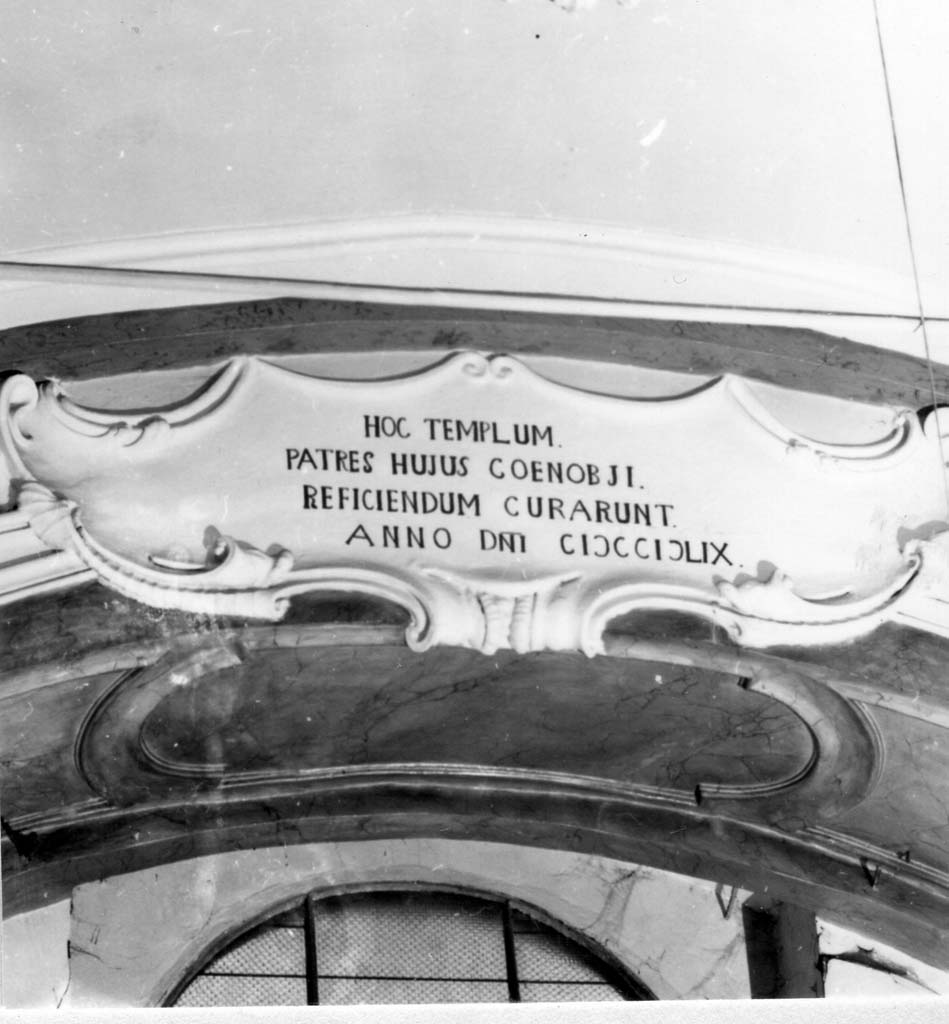 HOC TEMPLUM.
PATRES HUJUS COENOBJI.
REFICIENDUM CURARUNT.
ANNO DNI CIƆCCIƆLIX.